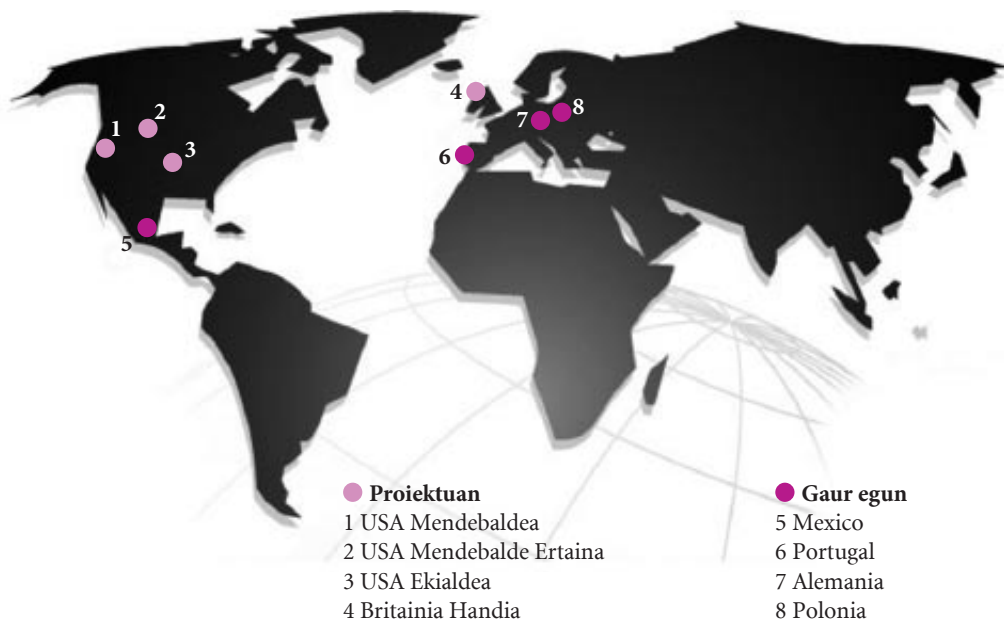 4
8
7
2
1
3
6
5
Proiektuan
1 USA Mendebaldea
2 USA Mendebalde Ertaina
3 USA Ekialdea
4 Britainia Handia
Gaur egun
5 Mexico
6 Portugal
7 Alemania
8 Polonia